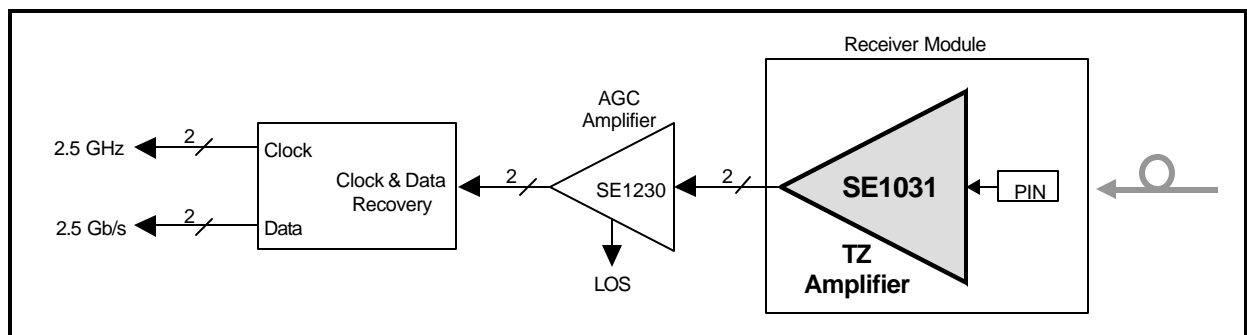 Receiver Module
AGC
Amplifier
2.5 GHz
2
Clock
Clock & Data
Recovery
2
SE1230
2
SE1031
PIN
2.5 Gb/s
2
Data
LOS
TZ
Amplifier